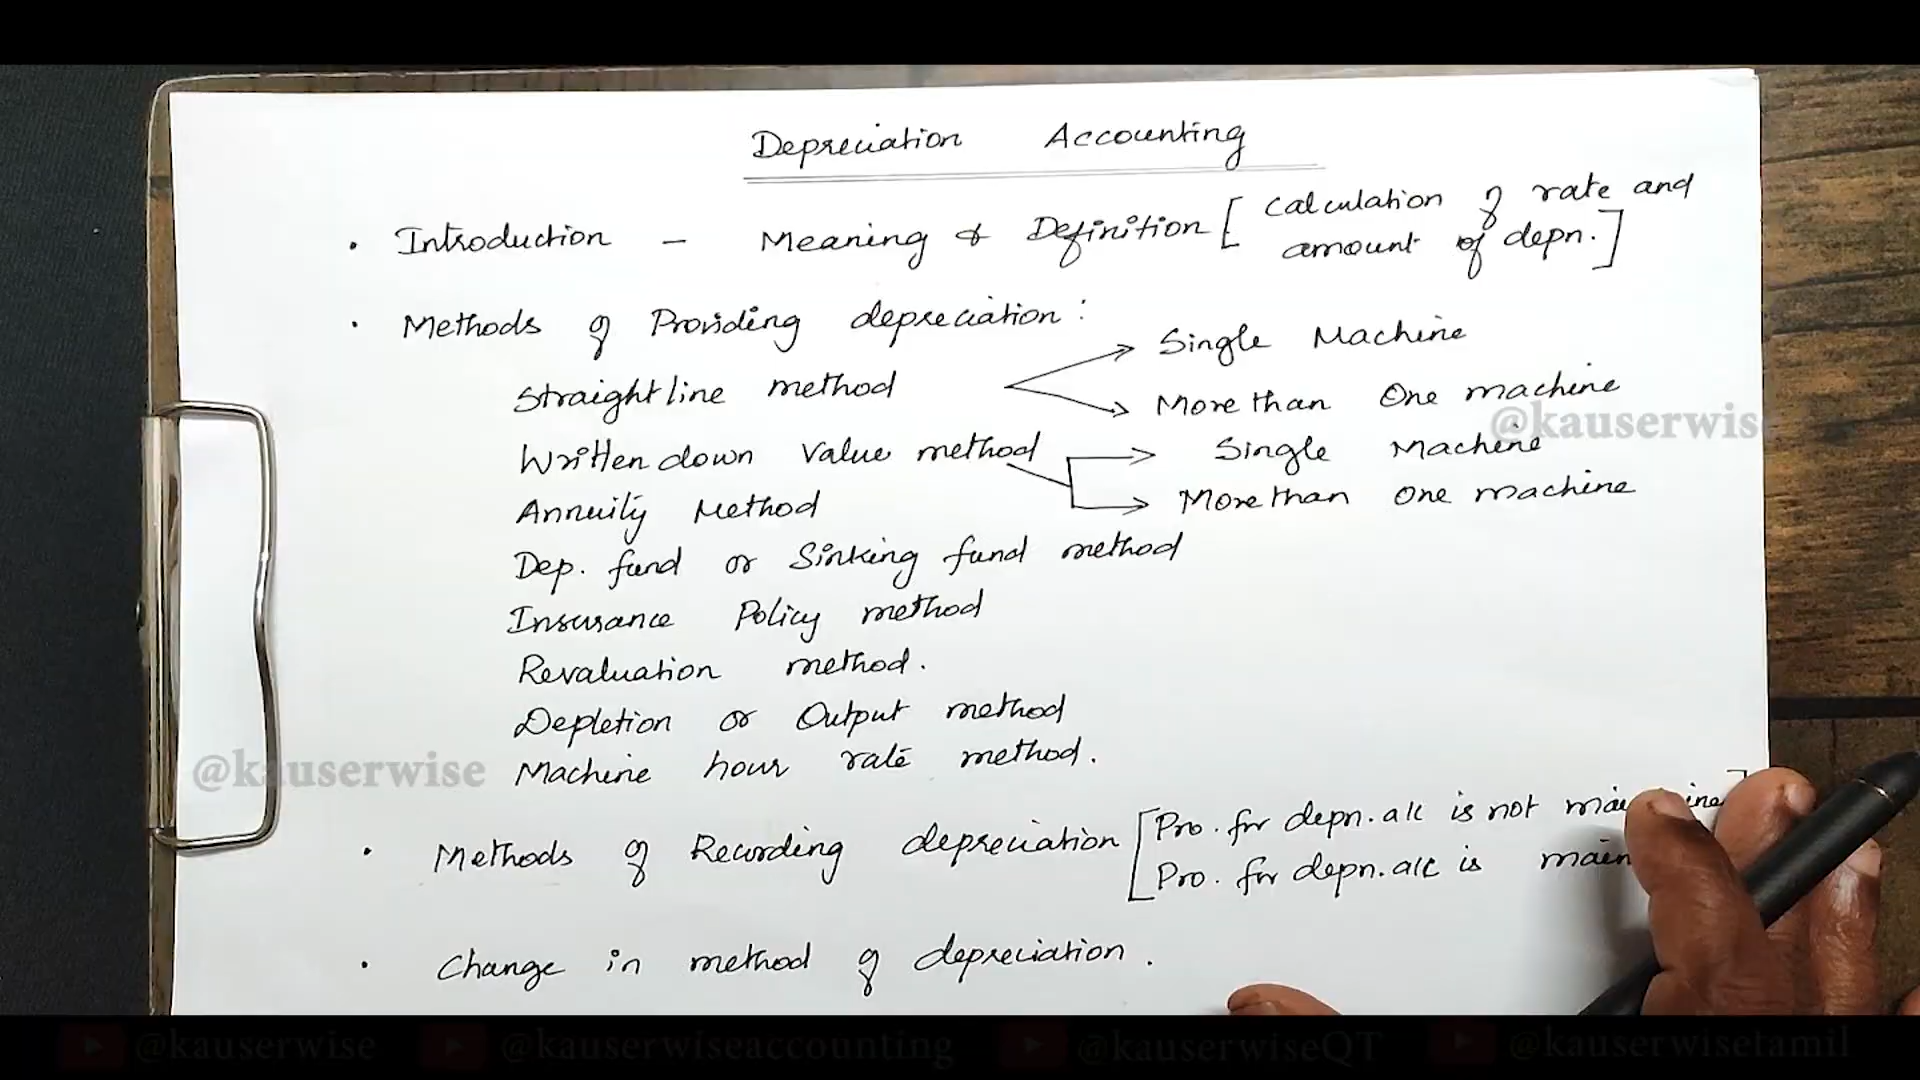 Depreciation Accounting
• Introduction – Meaning & Definition [ calculation of rate and
amount of depn. ]
• Methods of Providing depreciation :
Straight line method
Single Machine
More than One machine
@kauserwis
Written down value method
Single Machine
More than One machine
Annuity Method
Dep. fund or Sinking fund method
Insurance Policy method
Revaluation method.
Depletion or Output method
@kauserwise
Machine hour rate method.
• Methods of Recording depreciation [ Pro. for depn. a/c is not
Pro. for depn. a/c is
• Change in method of depreciation.
@kauserwise @kauserwiseaccounting @kauserwiseQT @kauserwisetamil